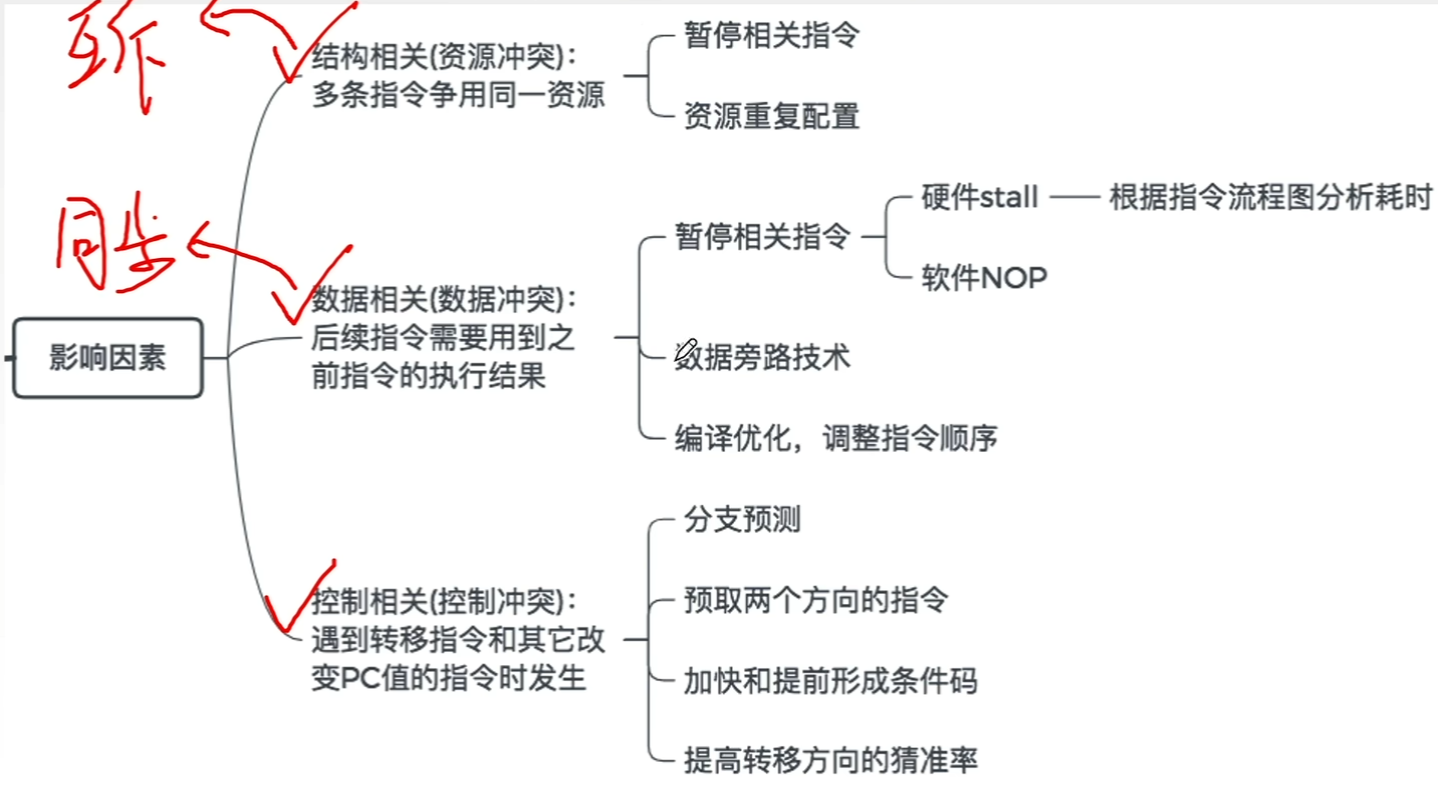 互斥
结构相关(资源冲突)：
多条指令争用同一资源
暂停相关指令
资源重复配置
同步
数据相关(数据冲突)：
后续指令需要用到之
前指令的执行结果
暂停相关指令
硬件stall
根据指令流程图分析耗时
软件NOP
数据旁路技术
编译优化，调整指令顺序
影响因素
控制相关(控制冲突)：
遇到转移指令和其它改
变PC值的指令时发生
分支预测
预取两个方向的指令
加快和提前形成条件码
提高转移方向的猜准率